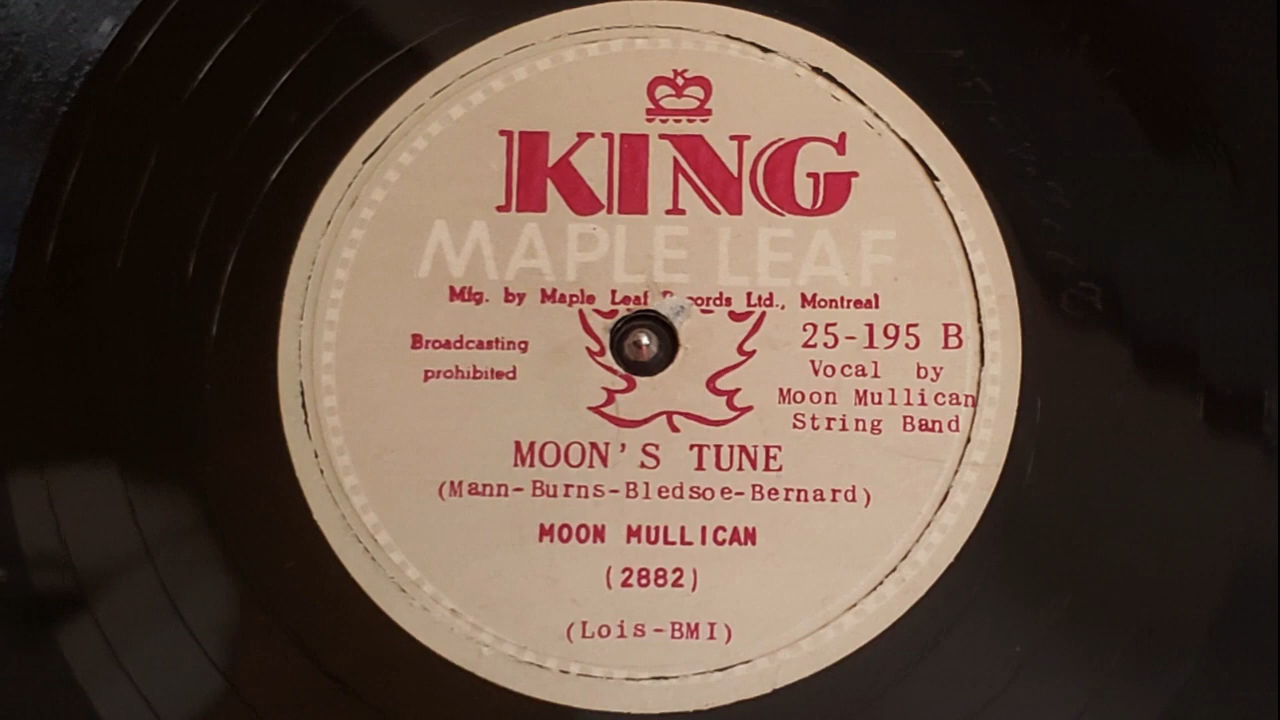 K
KING
MAPLE LEAF
Mfg. by Maple Leaf Records Ltd., Montreal
Broadcasting
prohibited
25-195 B
Vocal by
Moon Mullican
String Band
MOON'S TUNE
(Mann-Burns-Bledsoe-Bernard)
MOON MULLICAN
(2882)
(Lois-BMI)